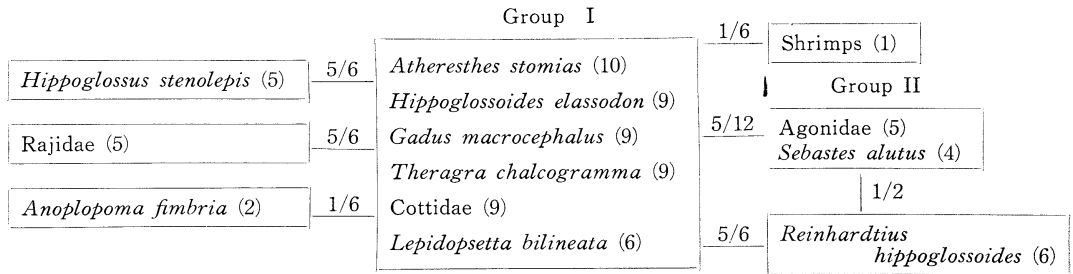 Group I
Hippoglossus stenolepis (5)
5/6
Rajidae (5)
5/6
Anoplopoma fimbria (2)
1/6
Atheresthes stomias (10)
Hippoglossoides elassodon (9)
Gadus macrocephalus (9)
Theragra chalcogramma (9)
Cottidae (9)
Lepidopsetta bilineata (6)
1/6
Shrimps (1)
Group II
5/12
Agonidae (5)
Sebastes alutus (4)
1/2
5/6
Reinhardtius
hippoglossoides (6)